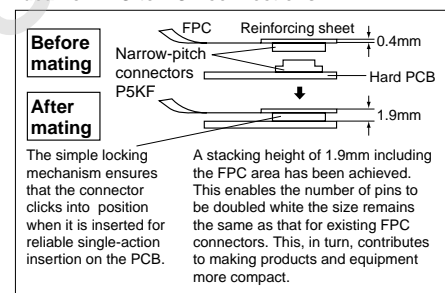 Before
mating
FPC
Reinforcing sheet
0.4mm
Narrow-pitch
connectors
P5KF
Hard PCB
After
mating
1.9mm
The simple locking
mechanism ensures
that the connector
clicks into position
when it is inserted for
reliable single-action
insertion on the PCB.
A stacking height of 1.9mm including
the FPC area has been achieved.
This enables the number of pins to
be doubled white the size remains
the same as that for existing FPC
connectors. This, in turn, contributes
to making products and equipment
more compact.